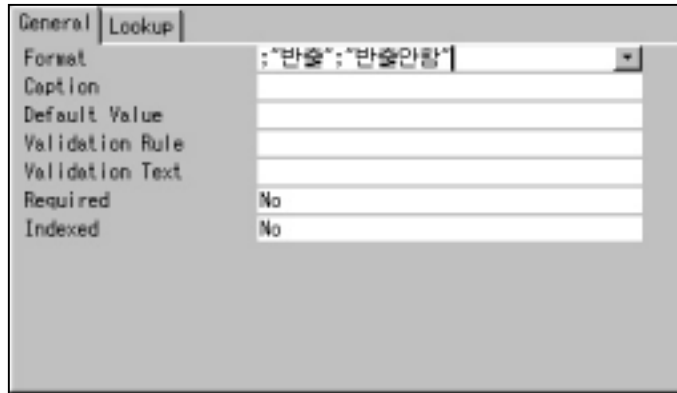 General Lookup
Format ;"반출";"반출안함"
Caption
Default Value
Validation Rule
Validation Text
Required No
Indexed No